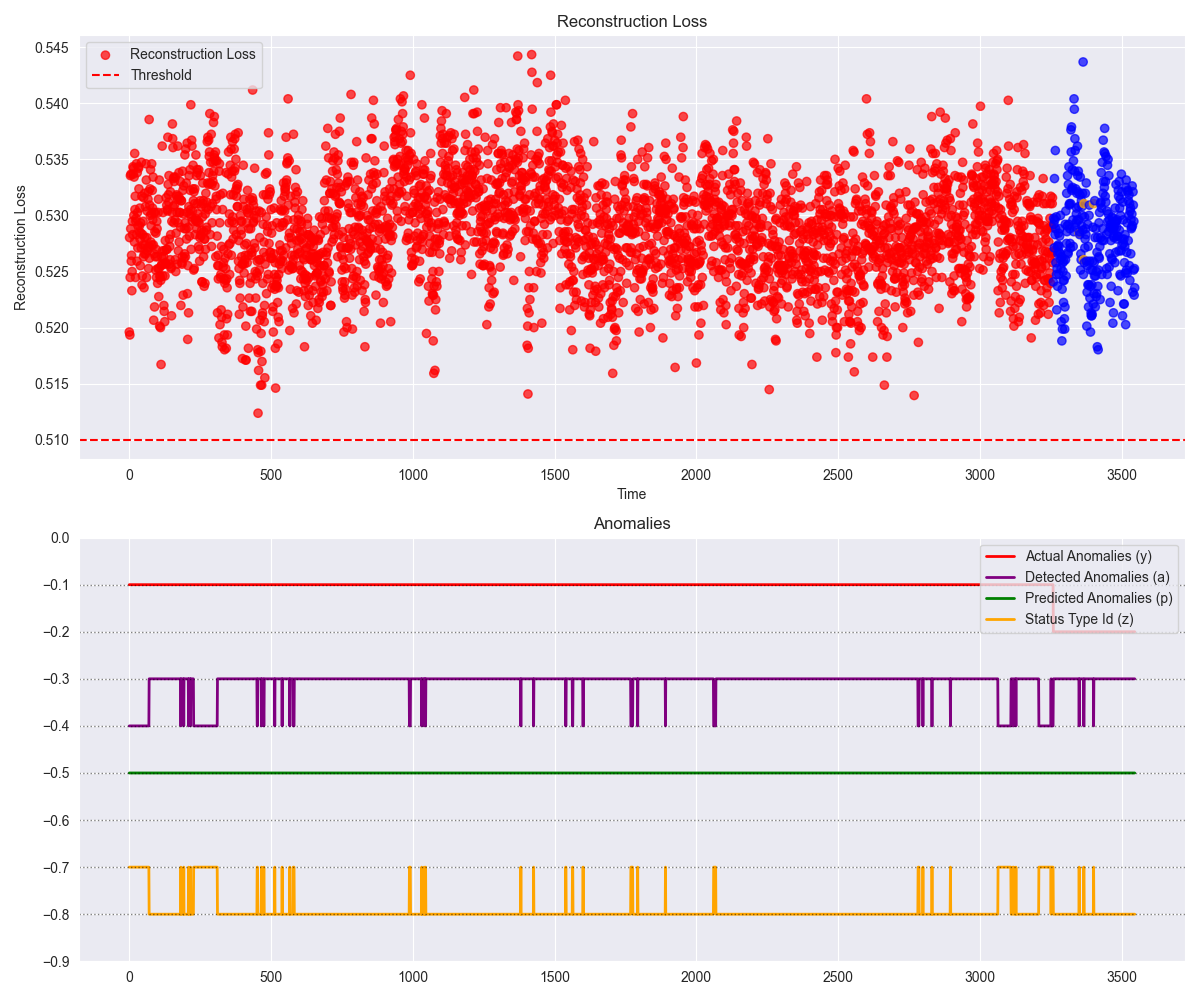 Reconstruction Loss
Reconstruction Loss
Threshold
0.545
0.540
0.535
0.530
0.525
0.520
0.515
0.510
Reconstruction Loss
0 500 1000 1500 2000 2500 3000 3500
Time
Anomalies
Actual Anomalies (y)
Detected Anomalies (a)
Predicted Anomalies (p)
Status Type Id (z)
0.0
−0.1
−0.2
−0.3
−0.4
−0.5
−0.6
−0.7
−0.8
−0.9
0 500 1000 1500 2000 2500 3000 3500